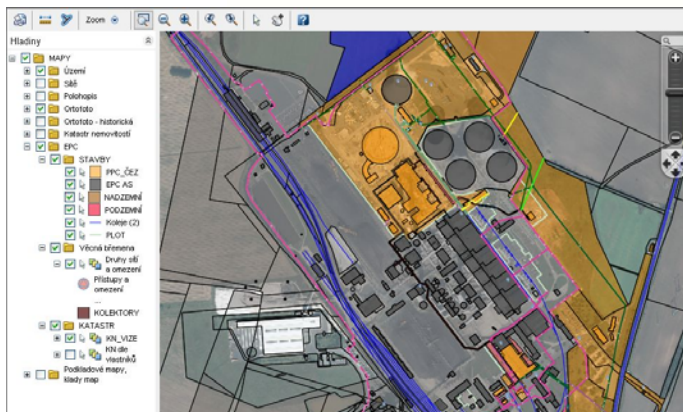 Zoom
Hladiny
MAPY
Území
Sítě
Polohopis
Ortofoto
Ortofoto - historická
Katastr nemovitostí
EPC
STAVBY
PPC_ČEZ
EPC AS
NADZEMNÍ
PODZEMNÍ
Koleje (2)
PLOT
Věcná břemena
Druhy sítí
a omezení
Přístupy a
omezení
...
KOLEKTORY
KATASTR
KN_VIZE
KN dle
vlastníků
Podkladové mapy,
klady map